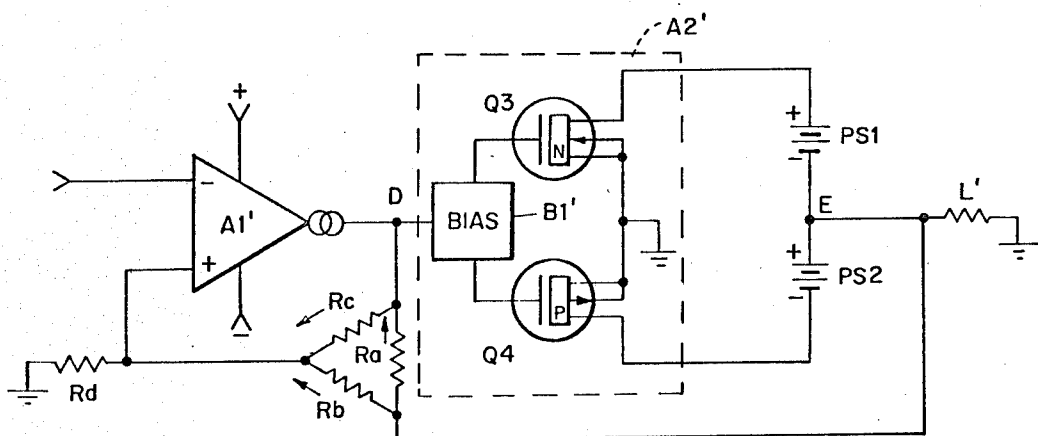 A2'
Q3
+
+
N
PS1
-
-
D
BIAS
B1'
E
L'
A1'
+
+
PS2
-
P
-
Rc
Ra
Q4
Rd
Rb